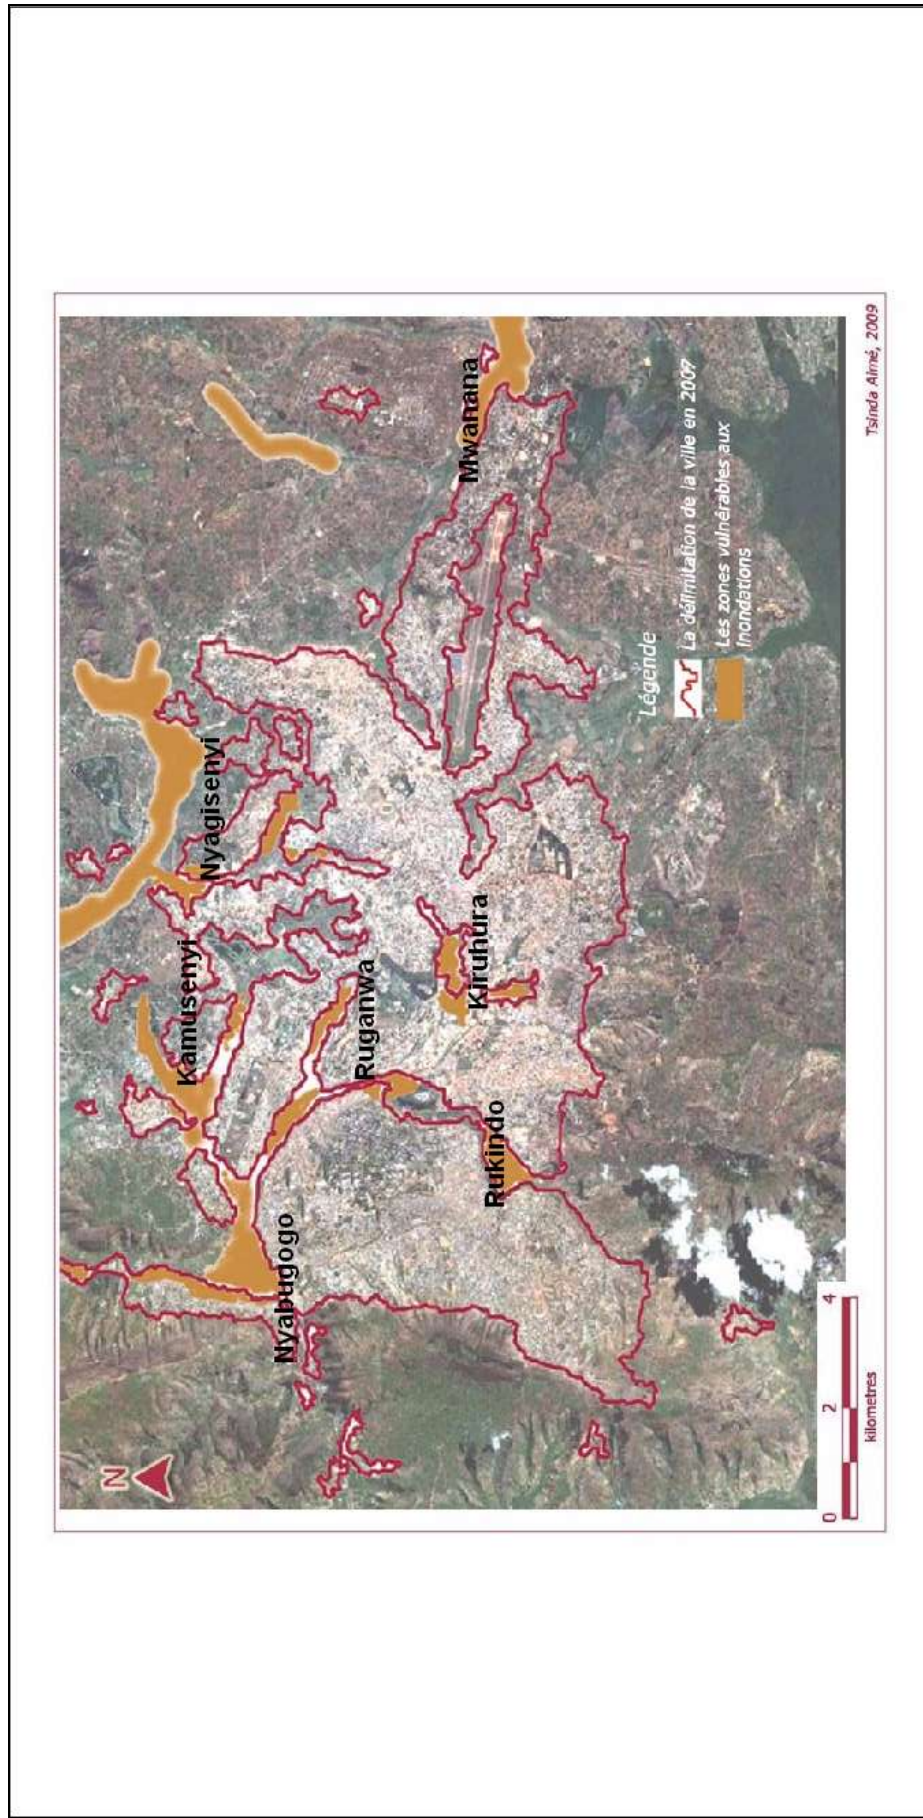 N
Kamusenyi
Nyagisenyi
Nyabugogo
Ruganwa
Mwanana
Kiruhura
Rukindo
Légende
La délimitation de la ville en 2007
Les zones vulnérables aux
Inondations
0 2 4
kilometres
Tsinda Aimé, 2009